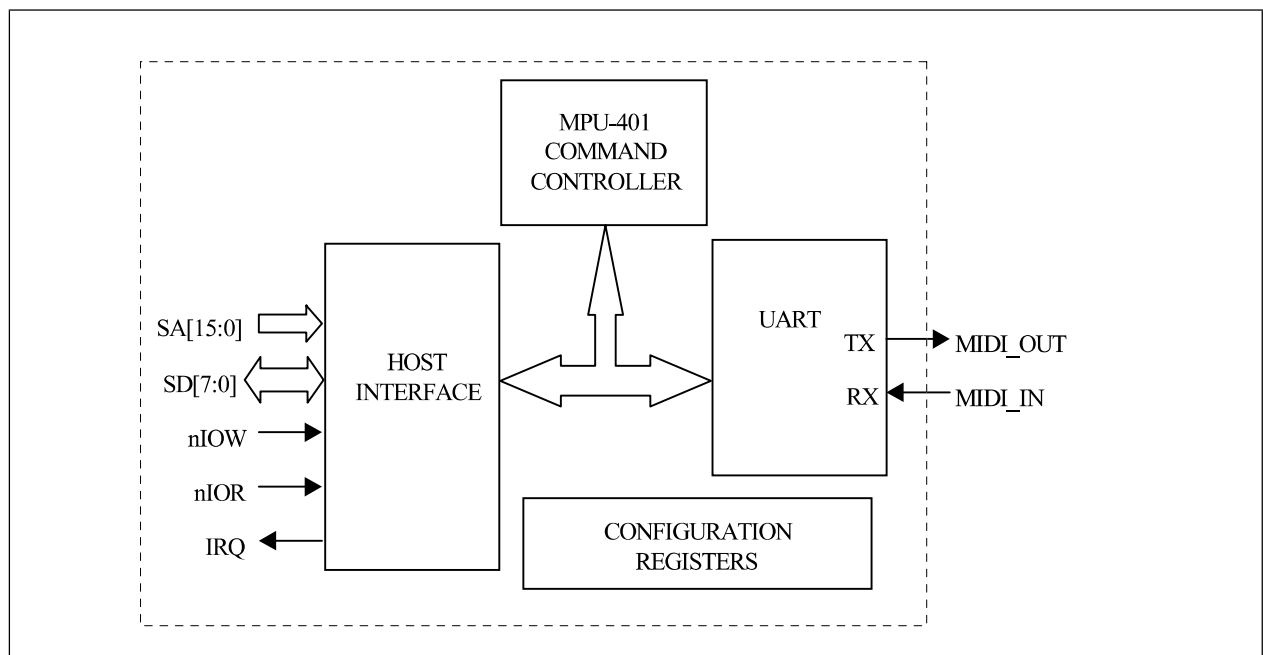 MPU-401
COMMAND
CONTROLLER
SA[15:0]
SD[7:0]
nIOW
nIOR
IRQ
HOST
INTERFACE
UART
TX
RX
MIDI_OUT
MIDI_IN
CONFIGURATION
REGISTERS